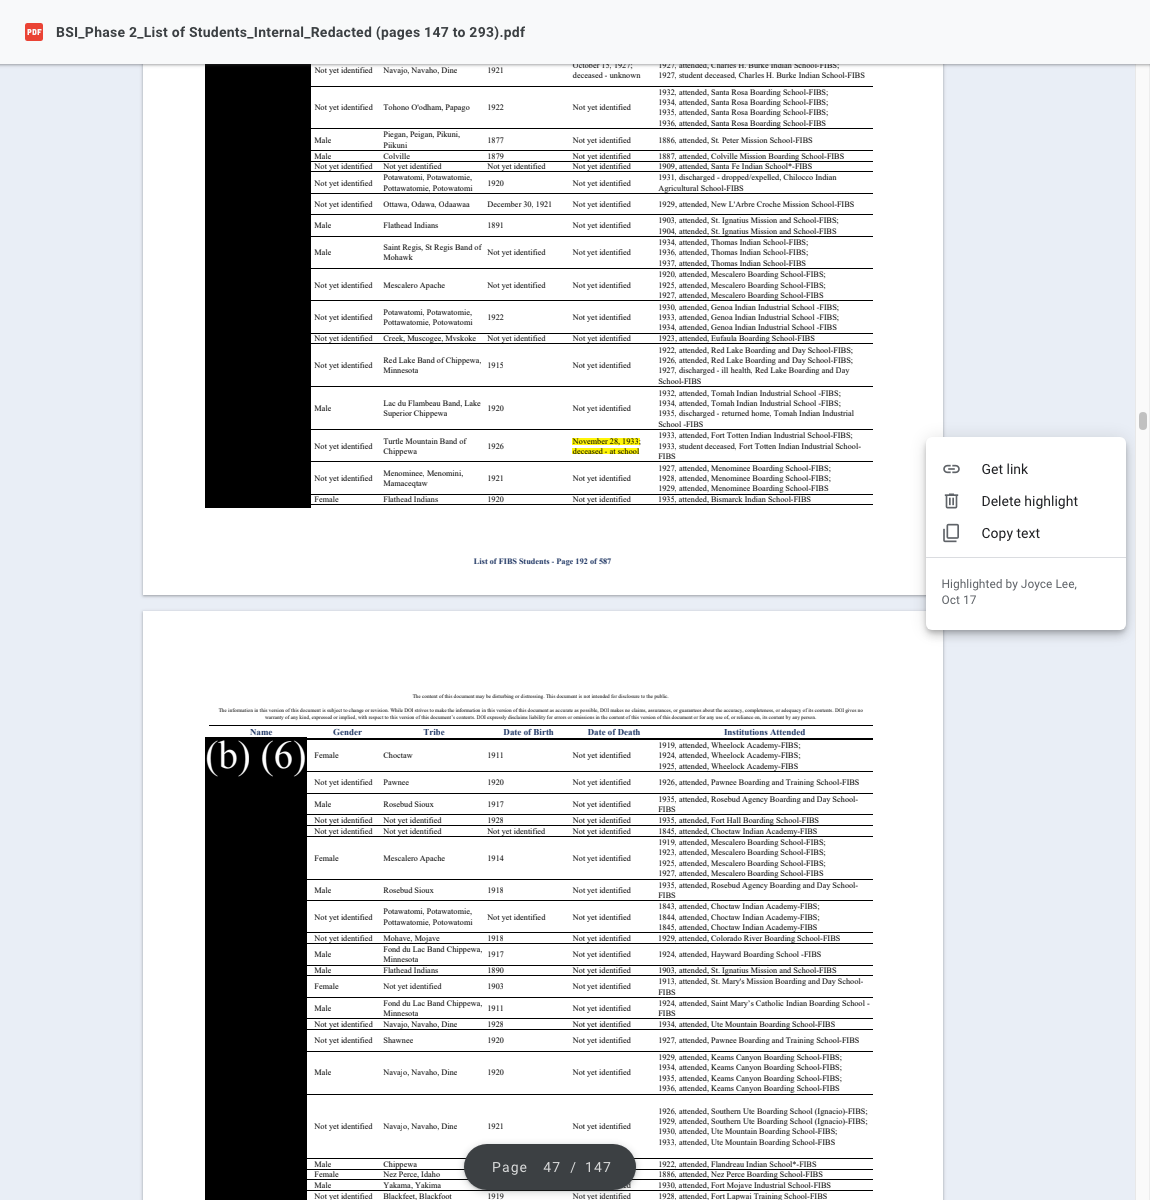 PDF BSI_Phase 2_List of Students_Internal_Redacted (pages 147 to 293).pdf
Not yet identified Navajo, Navaho, Dine 1921 October 15, 1927; deceased - unknown 1927, attended, Charles H. Burke Indian School-FIBS
1927, student deceased, Charles H. Burke Indian School-FIBS
Not yet identified Tohono O'odham, Papago 1922 Not yet identified 1932, attended, Santa Rosa Boarding School-FIBS;
1934, attended, Santa Rosa Boarding School-FIBS;
1935, attended, Santa Rosa Boarding School-FIBS;
1936, attended, Santa Rosa Boarding School-FIBS
Male Piegan, Peigan, Pikuni, Piikuni 1877 Not yet identified 1886, attended, St. Peter Mission School-FIBS
Male Colville 1879 Not yet identified 1887, attended, Colville Mission Boarding School-FIBS
Not yet identified Not yet identified Not yet identified Not yet identified 1909, attended, Santa Fe Indian School*-FIBS
Not yet identified Potawatomi, Potawatomie, Pottawatomie, Potowatomi 1920 Not yet identified 1931, discharged - dropped/expelled, Chilocco Indian
Agricultural School-FIBS
Not yet identified Ottawa, Odawa, Odaawaa December 30, 1921 Not yet identified 1929, attended, New L'Arbre Croche Mission School-FIBS
Male Flathead Indians 1891 Not yet identified 1903, attended, St. Ignatius Mission and School-FIBS;
1904, attended, St. Ignatius Mission and School-FIBS
Male Saint Regis, St Regis Band of Mohawk Not yet identified Not yet identified 1934, attended, Thomas Indian School-FIBS;
1936, attended, Thomas Indian School-FIBS;
1937, attended, Thomas Indian School-FIBS
Not yet identified Mescalero Apache Not yet identified Not yet identified 1920, attended, Mescalero Boarding School-FIBS;
1925, attended, Mescalero Boarding School-FIBS;
1927, attended, Mescalero Boarding School-FIBS
Not yet identified Potawatomi, Potawatomie, Pottawatomie, Potowatomi 1922 Not yet identified 1930, attended, Genoa Indian Industrial School -FIBS;
1933, attended, Genoa Indian Industrial School -FIBS;
1934, attended, Genoa Indian Industrial School -FIBS
Not yet identified Creek, Muscogee, Mvskoke Not yet identified Not yet identified 1923, attended, Eufaula Boarding School-FIBS
Not yet identified Red Lake Band of Chippewa, Minnesota 1915 Not yet identified 1922, attended, Red Lake Boarding and Day School-FIBS;
1926, attended, Red Lake Boarding and Day School-FIBS;
1927, discharge - ill health, Red Lake Boarding and Day
School-FIBS
Male Lac du Flambeau Band, Lake Superior Chippewa 1920 Not yet identified 1932, attended, Tomah Indian Industrial School -FIBS;
1934, attended, Tomah Indian Industrial School -FIBS;
1935, discharge - returned home, Tomah Indian Industrial
School -FIBS
Not yet identified Turtle Mountain Band of Chippewa 1926 November 28, 1933; deceased - at school 1933, attended, Fort Totten Indian Industrial School-FIBS;
1933, student deceased, Fort Totten Indian Industrial School-
FIBS
Not yet identified Menominee, Menomini, Mamaceqtaw 1921 Not yet identified 1927, attended, Menominee Boarding School-FIBS;
1928, attended, Menominee Boarding School-FIBS;
1929, attended, Menominee Boarding School-FIBS
Female Flathead Indians 1920 Not yet identified 1935, attended, Bismarck Indian School-FIBS
List of FIBS Students - Page 192 of 587
Get link
Delete highlight
Copy text
Highlighted by Joyce Lee,
Oct 17
The content of this document may be disturbing or distressing. This document is not intended for disclosure to the public.
The information in this version of this document is subject to change or revision. While DOI strives to make the information in this version of this document as accurate as possible, DOI makes no claims, assurances, or guarantees about the accuracy, completeness, or adequacy of its contents. DOI gives no
warranty of any kind, expressed or implied, with respect to this version of this document's contents. DOI expressly disclaims liability for errors or omissions in the content of this version of this document or for any use of, or reliance on, its content by any person.
Name Gender Tribe Date of Birth Date of Death Institutions Attended
(b) (6)
Female Choctaw 1911 Not yet identified 1919, attended, Wheelock Academy-FIBS;
1924, attended, Wheelock Academy-FIBS;
1925, attended, Wheelock Academy-FIBS
Not yet identified Pawnee 1920 Not yet identified 1926, attended, Pawnee Boarding and Training School-FIBS
Male Rosebud Sioux 1917 Not yet identified 1935, attended, Rosebud Agency Boarding and Day School-
FIBS
Not yet identified Not yet identified 1928 Not yet identified 1935, attended, Fort Hall Boarding School-FIBS
Not yet identified Not yet identified Not yet identified Not yet identified 1845, attended, Choctaw Indian Academy-FIBS
Female Mescalero Apache 1914 Not yet identified 1919, attended, Mescalero Boarding School-FIBS;
1923, attended, Mescalero Boarding School-FIBS;
1925, attended, Mescalero Boarding School-FIBS;
1927, attended, Mescalero Boarding School-FIBS
Male Rosebud Sioux 1918 Not yet identified 1935, attended, Rosebud Agency Boarding and Day School-
FIBS
Not yet identified Potawatomi, Potawatomie, Pottawatomie, Potowatomi Not yet identified Not yet identified 1843, attended, Choctaw Indian Academy-FIBS;
1844, attended, Choctaw Indian Academy-FIBS;
1845, attended, Choctaw Indian Academy-FIBS
Not yet identified Mohave, Mojave 1918 Not yet identified 1929, attended, Colorado River Boarding School-FIBS
Male Fond du Lac Band Chippewa, Minnesota 1917 Not yet identified 1924, attended, Hayward Boarding School -FIBS
Male Flathead Indians 1890 Not yet identified 1903, attended, St. Ignatius Mission and School-FIBS
Female Not yet identified 1903 Not yet identified 1913, attended, St. Mary's Mission Boarding and Day School-
FIBS
Male Fond du Lac Band Chippewa, Minnesota 1911 Not yet identified 1924, attended, Saint Mary's Catholic Indian Boarding School -
FIBS
Not yet identified Navajo, Navaho, Dine 1928 Not yet identified 1934, attended, Ute Mountain Boarding School-FIBS
Not yet identified Shawnee 1920 Not yet identified 1927, attended, Pawnee Boarding and Training School-FIBS
Male Navajo, Navaho, Dine 1920 Not yet identified 1929, attended, Keams Canyon Boarding School-FIBS;
1934, attended, Keams Canyon Boarding School-FIBS;
1935, attended, Keams Canyon Boarding School-FIBS;
1936, attended, Keams Canyon Boarding School-FIBS
Not yet identified Navajo, Navaho, Dine 1921 Not yet identified 1926, attended, Southern Ute Boarding School (Ignacio)-FIBS;
1929, attended, Southern Ute Boarding School (Ignacio)-FIBS;
1930, attended, Ute Mountain Boarding School-FIBS;
1933, attended, Ute Mountain Boarding School-FIBS
Male Chippewa 1922, attended, Flandreau Indian School*-FIBS
Female Nez Perce, Idaho 1886, attended, Nez Perce Boarding School-FIBS
Male Yakama, Yakima 1930, attended, Fort Mojave Industrial School-FIBS
Not yet identified Blackfeet, Blackfoot 1919 Not yet identified 1928, attended, Fort Lapwai Training School-FIBS
Page 47 / 147